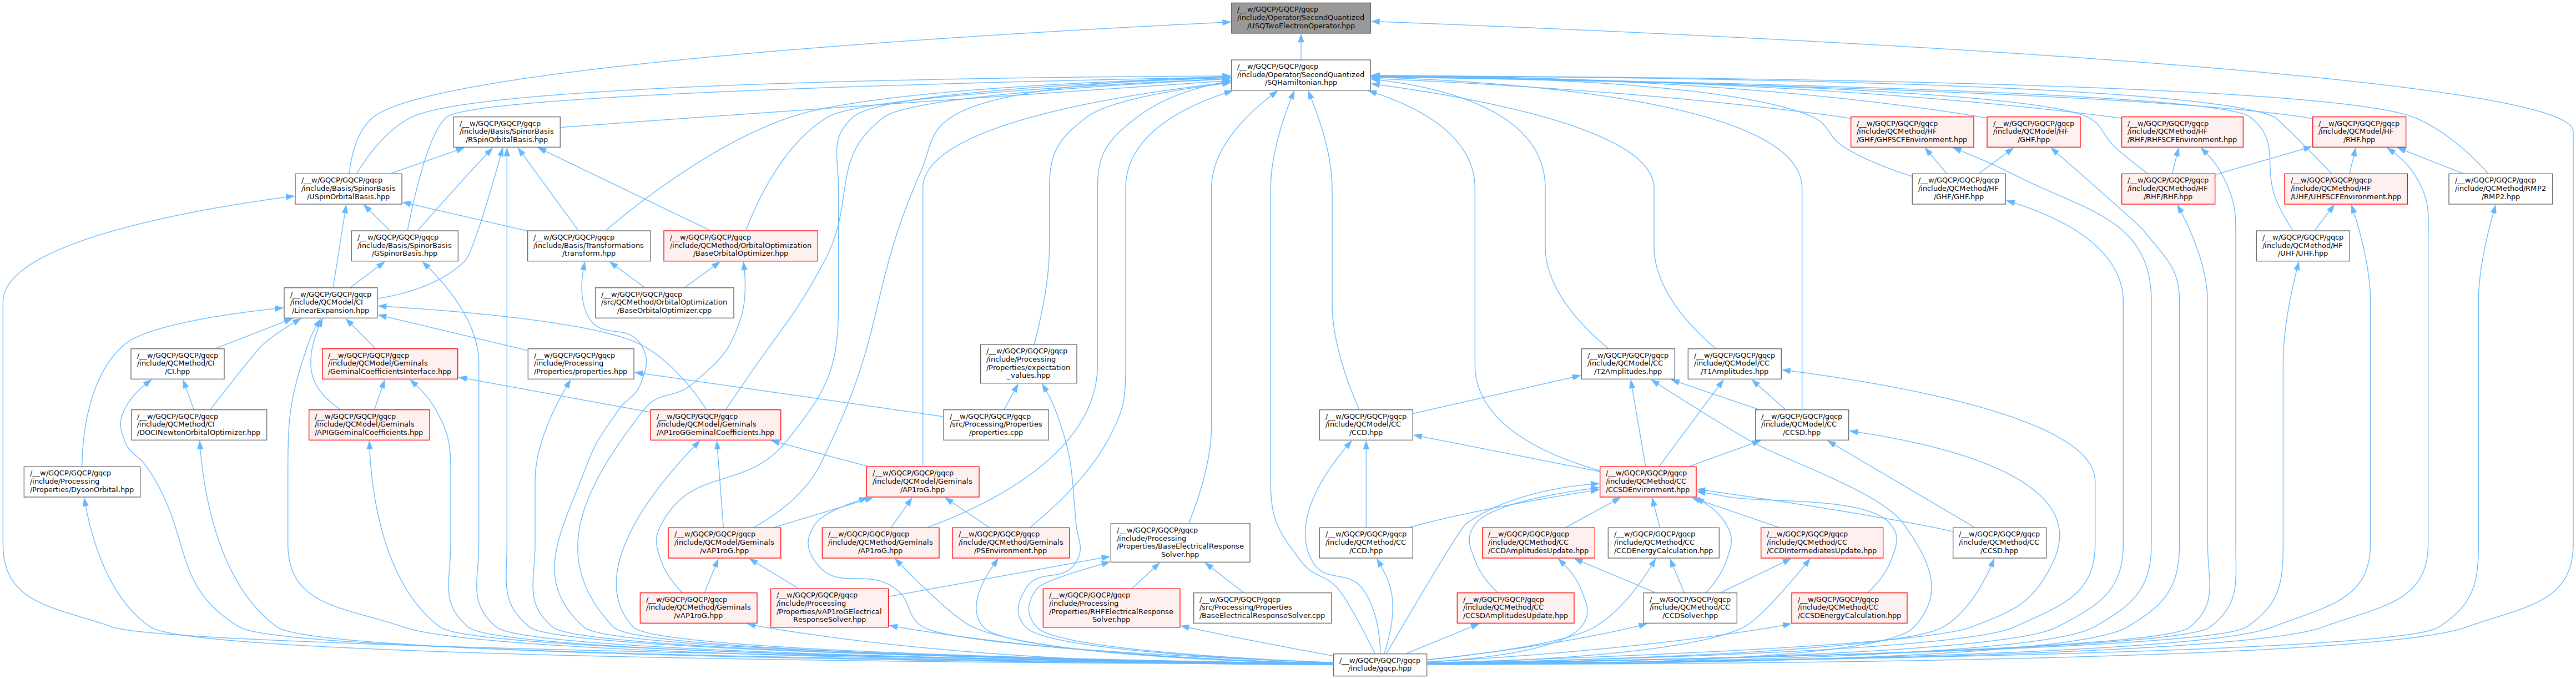 /__w/GQCP/GQCP/gqcp
/include/Operator/SecondQuantized
/USQTwoElectronOperator.hpp
/__w/GQCP/GQCP/gqcp
/include/Operator/SecondQuantized
/SQHamiltonian.hpp
/__w/GQCP/GQCP/gqcp
/include/Basis/SpinorBasis
/RSpinOrbitalBasis.hpp
/__w/GQCP/GQCP/gqcp
/include/QCMethod/HF
/GHF/GHFSCFEnvironment.hpp
/__w/GQCP/GQCP/gqcp
/include/QCModel/HF
/GHF.hpp
/__w/GQCP/GQCP/gqcp
/include/QCMethod/HF
/RHF/RHFSCFEnvironment.hpp
/__w/GQCP/GQCP/gqcp
/include/QCModel/HF
/RHF.hpp
/__w/GQCP/GQCP/gqcp
/include/Basis/SpinorBasis
/USpinOrbitalBasis.hpp
/__w/GQCP/GQCP/gqcp
/include/QCMethod/HF
/GHF/GHF.hpp
/__w/GQCP/GQCP/gqcp
/include/QCMethod/HF
/RHF/RHF.hpp
/__w/GQCP/GQCP/gqcp
/include/QCMethod/HF
/UHF/UHFSCFEnvironment.hpp
/__w/GQCP/GQCP/gqcp
/include/QCMethod/RMP2
/RMP2.hpp
/__w/GQCP/GQCP/gqcp
/include/Basis/SpinorBasis
/GSpinorBasis.hpp
/__w/GQCP/GQCP/gqcp
/include/Basis/Transformations
/transform.hpp
/__w/GQCP/GQCP/gqcp
/include/QCMethod/OrbitalOptimization
/BaseOrbitalOptimizer.hpp
/__w/GQCP/GQCP/gqcp
/include/QCMethod/HF
/UHF/UHF.hpp
/__w/GQCP/GQCP/gqcp
/include/QCModel/CI
/LinearExpansion.hpp
/__w/GQCP/GQCP/gqcp
/src/QCMethod/OrbitalOptimization
/BaseOrbitalOptimizer.cpp
/__w/GQCP/GQCP/gqcp
/include/QCMethod/CI
/CI.hpp
/__w/GQCP/GQCP/gqcp
/include/QCModel/Geminals
/GeminalCoefficientsInterface.hpp
/__w/GQCP/GQCP/gqcp
/include/Processing
/Properties/properties.hpp
/__w/GQCP/GQCP/gqcp
/include/Processing
/Properties/expectation
_values.hpp
/__w/GQCP/GQCP/gqcp
/include/QCModel/CC
/T2Amplitudes.hpp
/__w/GQCP/GQCP/gqcp
/include/QCModel/CC
/T1Amplitudes.hpp
/__w/GQCP/GQCP/gqcp
/include/QCMethod/CI
/DOCINewtonOrbitalOptimizer.hpp
/__w/GQCP/GQCP/gqcp
/include/QCModel/Geminals
/APIGGeminalCoefficients.hpp
/__w/GQCP/GQCP/gqcp
/include/QCModel/Geminals
/AP1roGGeminalCoefficients.hpp
/__w/GQCP/GQCP/gqcp
/src/Processing/Properties
/properties.cpp
/__w/GQCP/GQCP/gqcp
/include/QCModel/CC
/CCD.hpp
/__w/GQCP/GQCP/gqcp
/include/QCModel/CC
/CCSD.hpp
/__w/GQCP/GQCP/gqcp
/include/Processing
/Properties/DysonOrbital.hpp
/__w/GQCP/GQCP/gqcp
/include/QCModel/Geminals
/AP1roG.hpp
/__w/GQCP/GQCP/gqcp
/include/QCMethod/CC
/CCSDEnvironment.hpp
/__w/GQCP/GQCP/gqcp
/include/QCModel/Geminals
/vAP1roG.hpp
/__w/GQCP/GQCP/gqcp
/include/QCMethod/Geminals
/AP1roG.hpp
/__w/GQCP/GQCP/gqcp
/include/QCMethod/Geminals
/PSEnvironment.hpp
/__w/GQCP/GQCP/gqcp
/include/Processing
/Properties/BaseElectricalResponse
Solver.hpp
/__w/GQCP/GQCP/gqcp
/include/QCMethod/CC
/CCD.hpp
/__w/GQCP/GQCP/gqcp
/include/QCMethod/CC
/CCDAmplitudesUpdate.hpp
/__w/GQCP/GQCP/gqcp
/include/QCMethod/CC
/CCDEnergyCalculation.hpp
/__w/GQCP/GQCP/gqcp
/include/QCMethod/CC
/CCDIntermediatesUpdate.hpp
/__w/GQCP/GQCP/gqcp
/include/QCMethod/CC
/CCSD.hpp
/__w/GQCP/GQCP/gqcp
/include/QCMethod/Geminals
/vAP1roG.hpp
/__w/GQCP/GQCP/gqcp
/include/Processing
/Properties/vAP1roGElectrical
ResponseSolver.hpp
/__w/GQCP/GQCP/gqcp
/include/Processing
/Properties/RHFElectricalResponse
Solver.hpp
/__w/GQCP/GQCP/gqcp
/src/Processing/Properties
/BaseElectricalResponseSolver.cpp
/__w/GQCP/GQCP/gqcp
/include/QCMethod/CC
/CCSDAmplitudesUpdate.hpp
/__w/GQCP/GQCP/gqcp
/include/QCMethod/CC
/CCDSolver.hpp
/__w/GQCP/GQCP/gqcp
/include/QCMethod/CC
/CCSDEnergyCalculation.hpp
/__w/GQCP/GQCP/gqcp
/include/gqcp.hpp